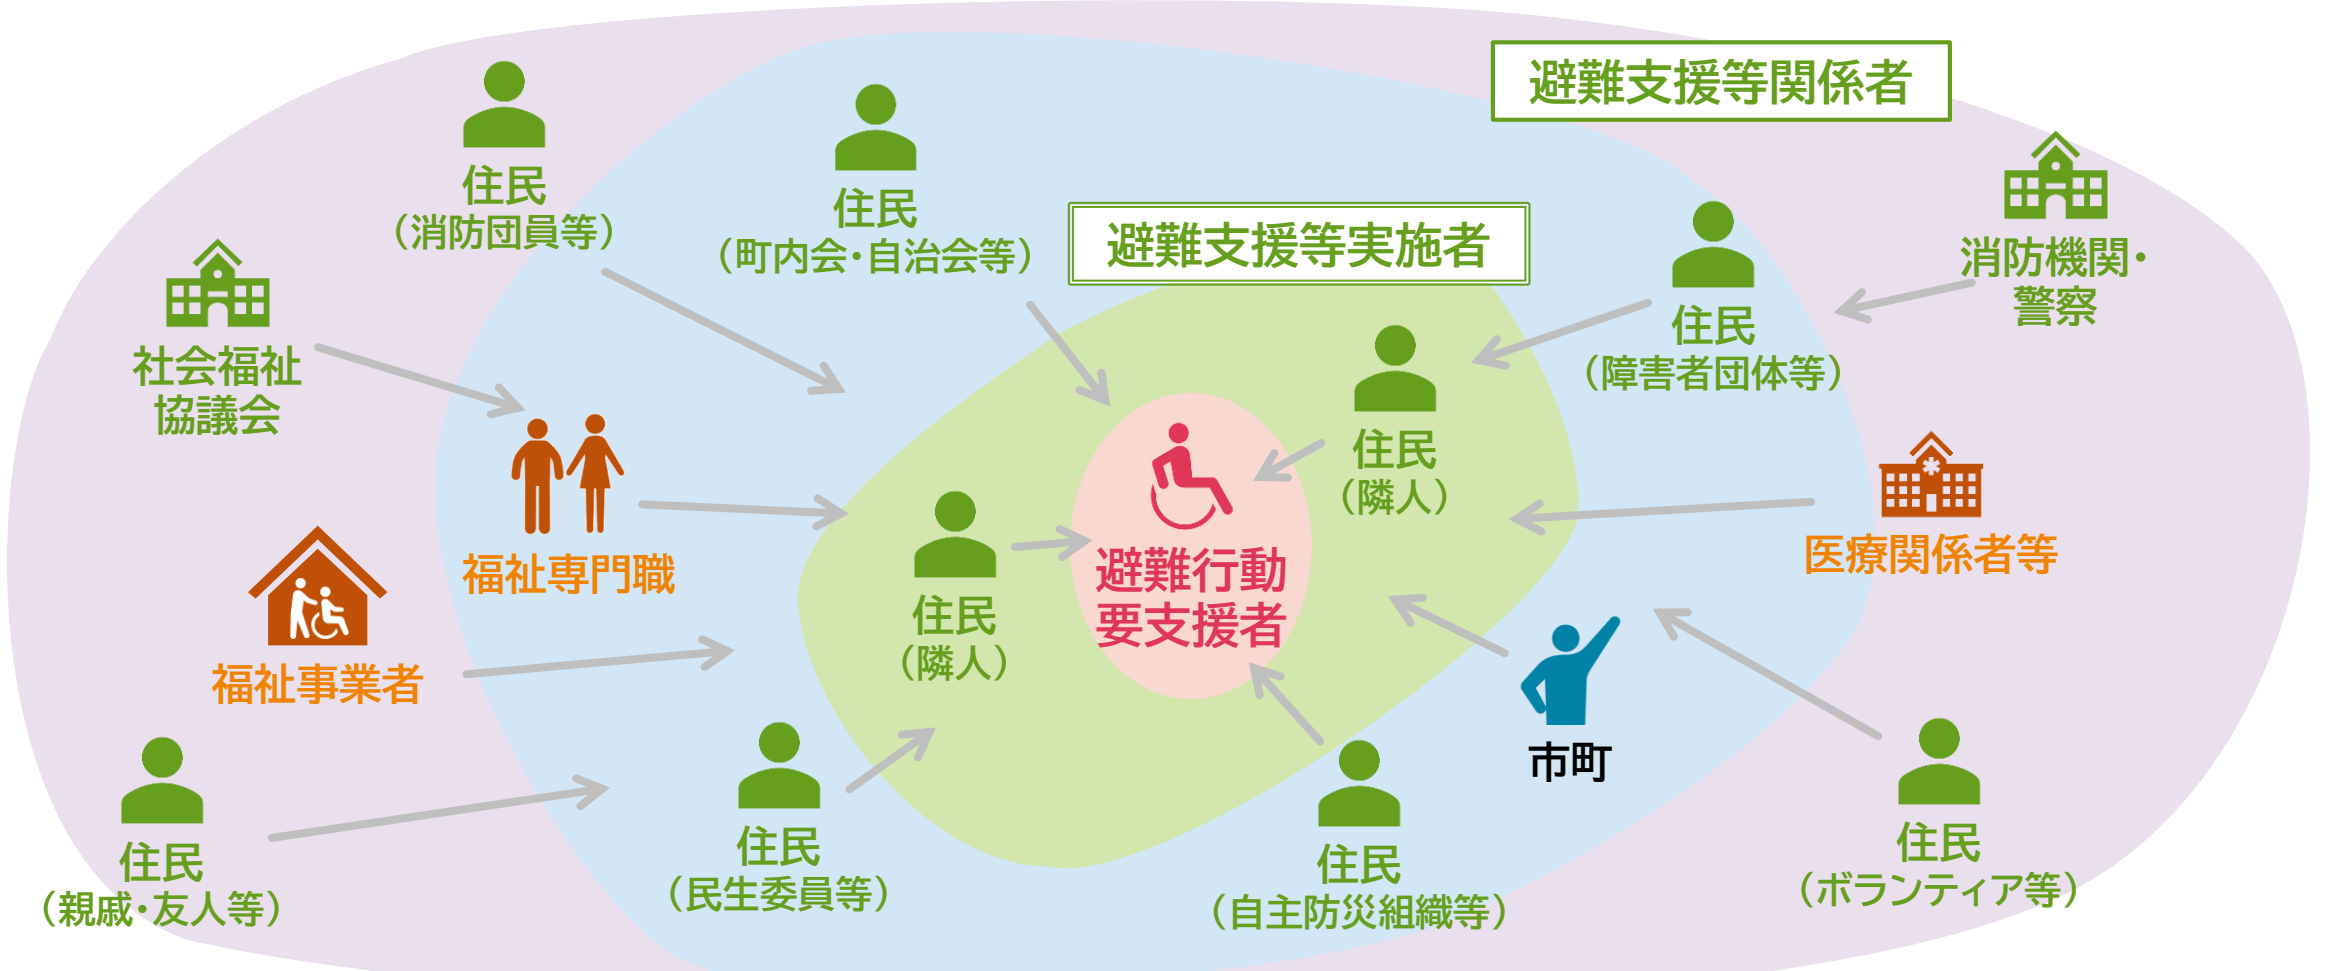 避難支援等関係者
住民
（消防団員等）
住民
（町内会・自治会等）
避難支援等実施者
住民
（障害者団体等）
消防機関・
警察
社会福祉
協議会
住民
（隣人）
福祉専門職
住民
（隣人）
避難行動
要支援者
医療関係者等
福祉事業者
市町
住民
（親戚・友人等）
住民
（民生委員等）
住民
（自主防災組織等）
住民
（ボランティア等）